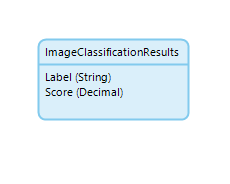 ImageClassificationResults
Label (String)
Score (Decimal)